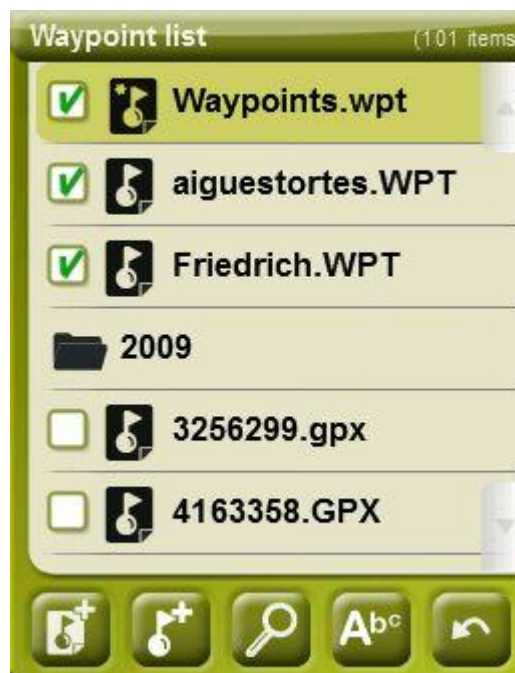 Waypoint list (101 items
Waypoints.wpt
aiguestortes.WPT
Friedrich.WPT
2009
3256299.gpx
4163358.GPX
Abc